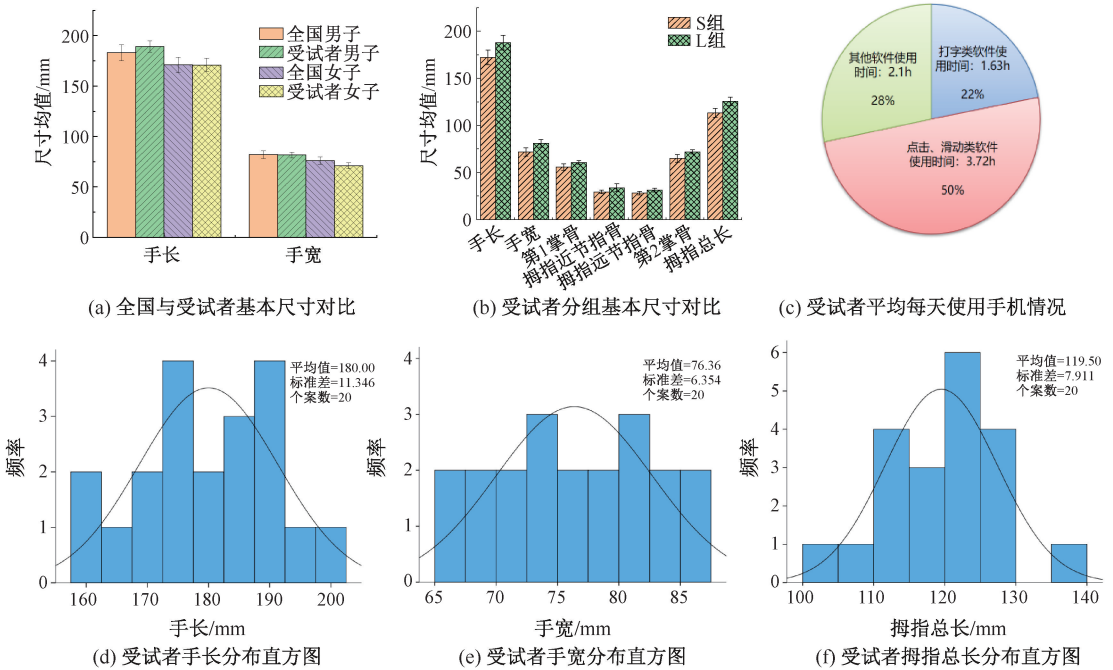 尺寸均值/mm
200
150
100
50
0
全国男子
受试者男子
全国女子
受试者女子
手长
手宽
(a) 全国与受试者基本尺寸对比
尺寸均值/mm
200
150
100
50
0
S组
L组
手长
手宽
第1掌骨
拇指近节指骨
拇指远节指骨
第2掌骨
拇指总长
(b) 受试者分组基本尺寸对比
其他软件使用
时间：2.1h
28%
打字类软件使
用时间：1.63h
22%
点击、滑动类软件
使用时间：3.72h
50%
(c) 受试者平均每天使用手机情况
频率
4
3
2
1
0
平均值=180.00
标准差=11.346
个案数=20
160 170 180 190 200
手长/mm
(d) 受试者手长分布直方图
频率
4
3
2
1
0
平均值=76.36
标准差=6.354
个案数=20
65 70 75 80 85
手宽/mm
(e) 受试者手宽分布直方图
频率
6
5
4
3
2
1
0
平均值=119.50
标准差=7.911
个案数=20
100 110 120 130 140
拇指总长/mm
(f) 受试者拇指总长分布直方图